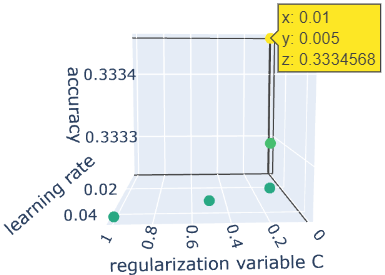 x: 0.01
y: 0.005
z: 0.3334568
accuracy
0.3334
0.3333
learning rate
0.02
0.04
1
0.8
0.6
0.4
0.2
0
regularization variable C